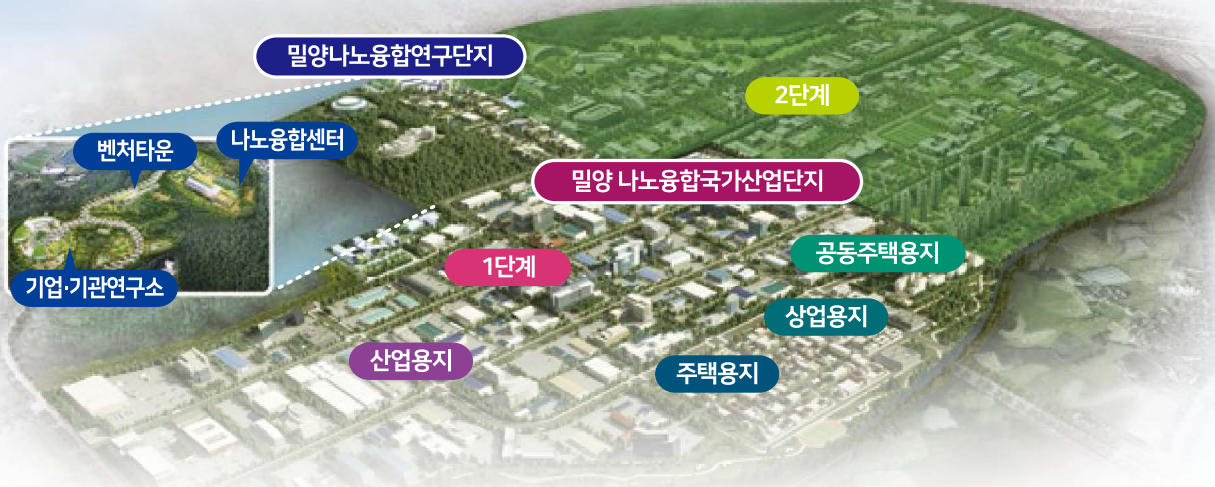 밀양나노융합연구단지
2단계
벤처타운
나노융합센터
밀양 나노융합국가산업단지
기업·기관연구소
1단계
공동주택용지
상업용지
산업용지
주택용지